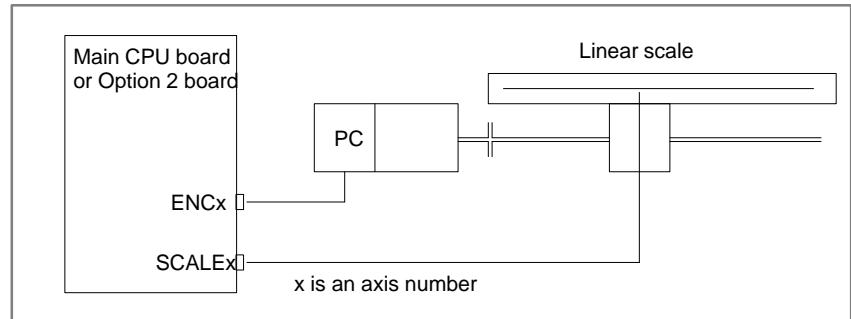 Main CPU board
or Option 2 board
Linear scale
PC
ENCx
SCALEx
x is an axis number